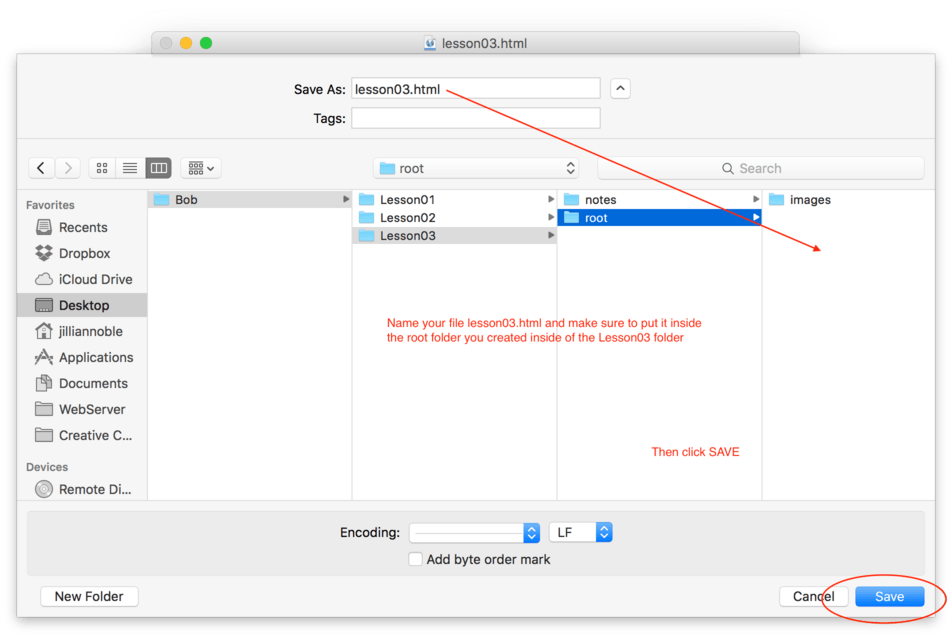 lesson03.html
Save As: lesson03.html
Tags:
root
Search
Favorites
Recents
Dropbox
iCloud Drive
Desktop
jilliannoble
Applications
Documents
WebServer
Creative C...
Devices
Remote Di...
Bob
Lesson01
Lesson02
Lesson03
notes
root
images
Name your file lesson03.html and make sure to put it inside
the root folder you created inside of the Lesson03 folder
Then click SAVE
Encoding: LF
Add byte order mark
New Folder Cancel Save